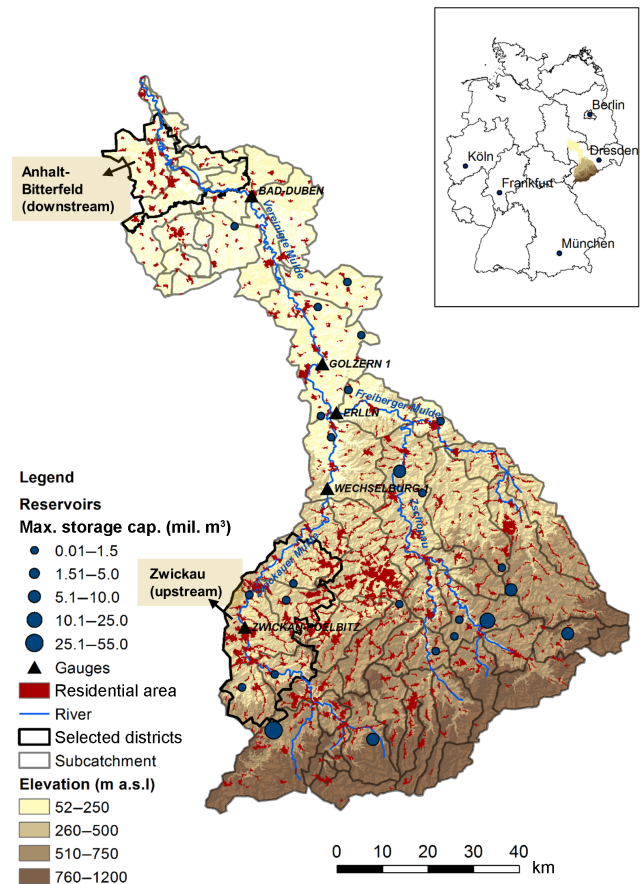 Berlin
Dresden
Köln
Frankfurt
München
Anhalt-
Bitterfeld
(downstream)
BAD-DUBEN
Vereinigte Mulde
GOLZERN 1
Freiberger Mulde
ERLLN
WECHSELBURG 1
Zschopau
Zwickauer Mulde
Zwickau
(upstream)
ZWICKAU-POELBITZ
Legend
Reservoirs
Max. storage cap. (mil. m³)
0.01–1.5
1.51–5.0
5.1–10.0
10.1–25.0
25.1–55.0
Gauges
Residential area
River
Selected districts
Subcatchment
Elevation (m a.s.l)
52–250
260–500
510–750
760–1200
0 10 20 30 40
km